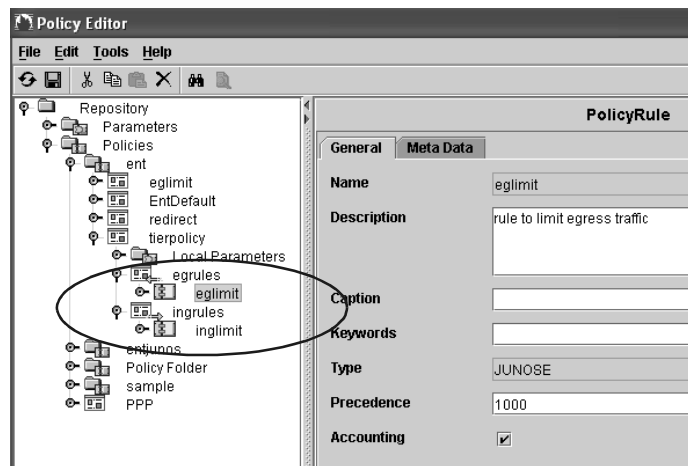 Policy Editor
File Edit Tools Help
Repository
Parameters
Policies
ent
eglimit
EntDefault
redirect
tierpolicy
Local Parameters
egrules
eglimit
ingrules
inglimit
entjunos
Policy Folder
sample
PPP
PolicyRule
General Meta Data
Name eglimit
Description rule to limit egress traffic
Caption
Keywords
Type JUNOSE
Precedence 1000
Accounting